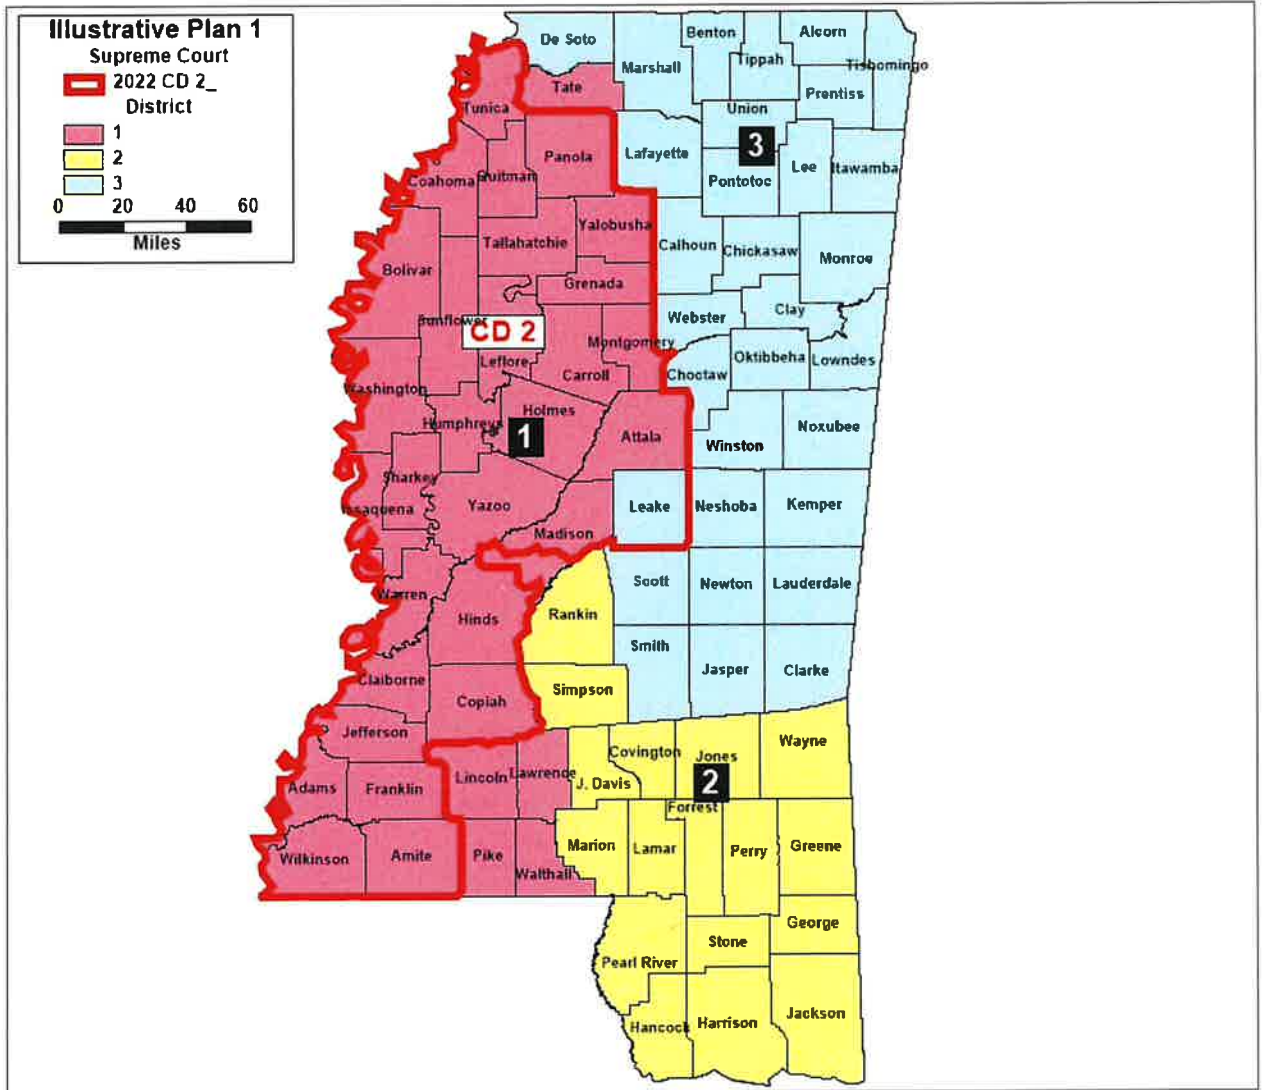 Illustrative Plan 1
Supreme Court
2022 CD 2_
District
1
2
3
0 20 40 60
Miles
De Soto
Benton
Alcorn
Marshall
Tippah
Tishomingo
Tate
Prentiss
Tunica
Union
3
Panola
Lafayette
Lee
Itawamba
Coahoma
Quitman
Pontotoc
Yalobusha
Tallahatchie
Calhoun
Chickasaw
Monroe
Bolivar
Grenada
Clay
Webster
Sunflower
CD 2
Montgomery
Leflore
Oktibbeha
Lowndes
Carroll
Choctaw
Washington
Holmes
Humphreys
1
Attala
Noxubee
Winston
Sharkey
Issaquena
Yazoo
Leake
Neshoba
Kemper
Madison
Scott
Newton
Lauderdale
Warren
Hinds
Rankin
Smith
Jasper
Clarke
Claiborne
Copiah
Simpson
Jefferson
Covington
Jones
Wayne
Adams
Franklin
Lincoln
Lawrence
J. Davis
2
Forrest
Wilkinson
Amite
Pike
Walthall
Marion
Lamar
Perry
Greene
George
Stone
Pearl River
Hancock
Harrison
Jackson